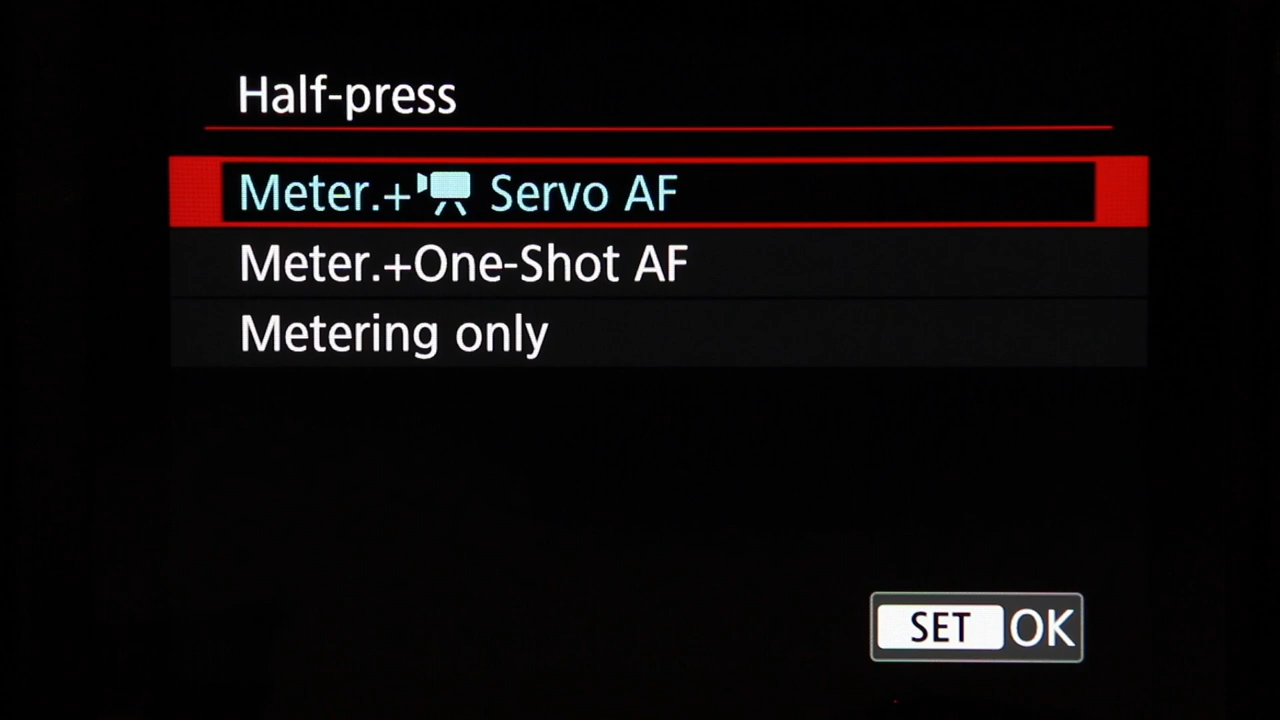 Half-press
Meter.+ Servo AF
Meter.+One-Shot AF
Metering only
SET OK